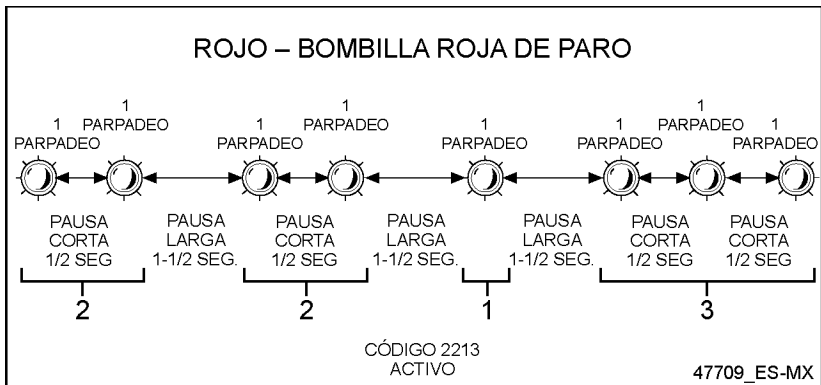 ROJO – BOMBILLA ROJA DE PARO
1
PARPADEO
1
PARPADEO
1
PARPADEO
1
PARPADEO
1
PARPADEO
1
PARPADEO
1
PARPADEO
1
PARPADEO
PAUSA
CORTA
1/2 SEG
PAUSA
LARGA
1-1/2 SEG.
PAUSA
CORTA
1/2 SEG
PAUSA
LARGA
1-1/2 SEG.
PAUSA
LARGA
1-1/2 SEG.
PAUSA
CORTA
1/2 SEG
PAUSA
CORTA
1/2 SEG
2
2
1
3
CÓDIGO 2213
ACTIVO
47709_ES-MX